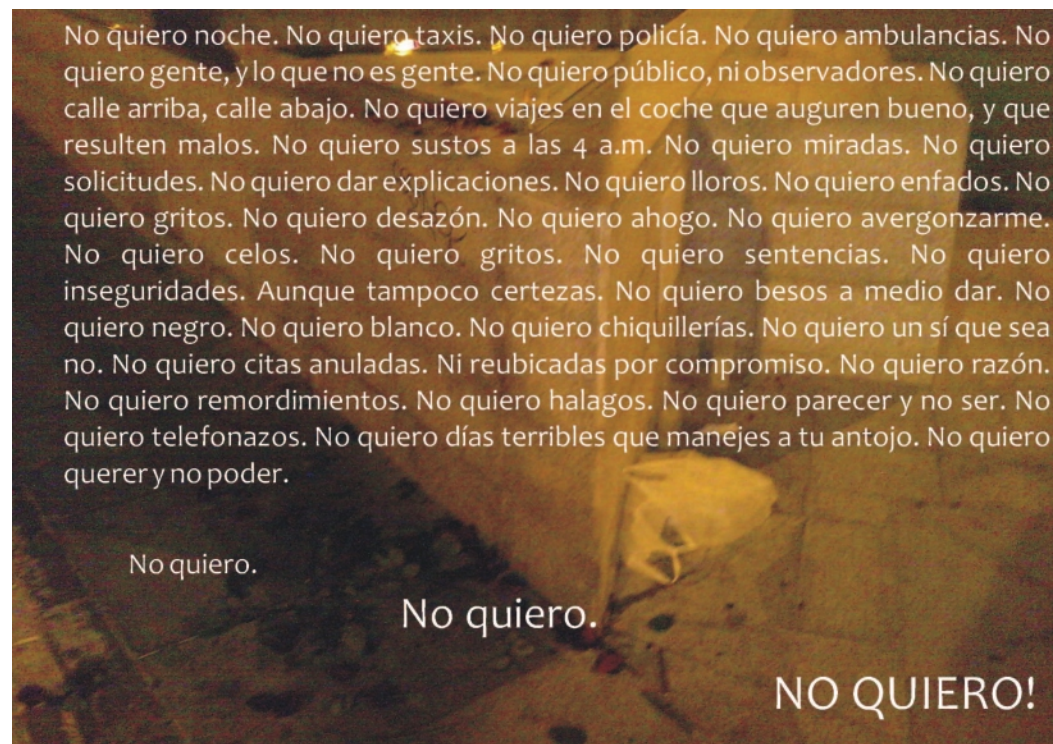 No quiero noche. No quiero taxis. No quiero policía. No quiero ambulancias. No
quiero gente, y lo que no es gente. No quiero público, ni observadores. No quiero
calle arriba, calle abajo. No quiero viajes en el coche que auguren bueno, y que
resulten malos. No quiero sustos a las 4 a.m. No quiero miradas. No quiero
solicitudes. No quiero dar explicaciones. No quiero lloros. No quiero enfados. No
quiero gritos. No quiero desazón. No quiero ahogo. No quiero avergonzarme.
No quiero celos. No quiero gritos. No quiero sentencias. No quiero
inseguridades. Aunque tampoco certezas. No quiero besos a medio dar. No
quiero negro. No quiero blanco. No quiero chiquillerías. No quiero un sí que sea
no. No quiero citas anuladas. Ni reubicadas por compromiso. No quiero razón.
No quiero remordimientos. No quiero halagos. No quiero parecer y no ser. No
quiero telefonazos. No quiero días terribles que manejes a tu antojo. No quiero
querer y no poder.
No quiero.
No quiero.
NO QUIERO!